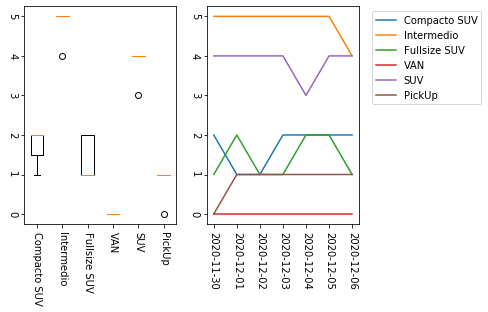 5
4
3
2
1
0
Compacto SUV
Intermedio
Fullsize SUV
VAN
SUV
PickUp
5
4
3
2
1
0
2020-11-30
2020-12-01
2020-12-02
2020-12-03
2020-12-04
2020-12-05
2020-12-06
Compacto SUV
Intermedio
Fullsize SUV
VAN
SUV
PickUp